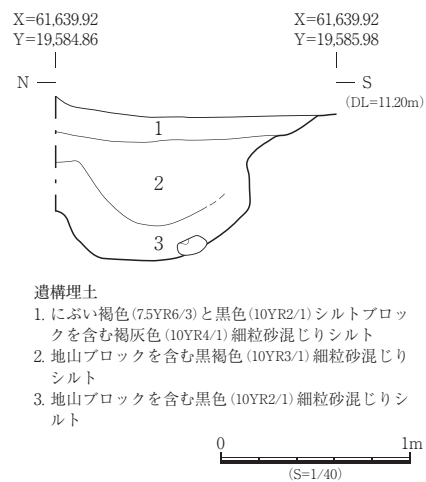 X=61,639.92
Y=19,584.86
X=61,639.92
Y=19,585.98
N
S
(DL=11.20m)
1
2
3
遺構埋土
1. にぶい褐色(7.5YR6/3)と黒色(10YR2/1)シルトブロッ
クを含む褐灰色(10YR4/1)細粒砂混じりシルト
2. 地山ブロックを含む黒褐色(10YR3/1)細粒砂混じり
シルト
3. 地山ブロックを含む黒色(10YR2/1)細粒砂混じりシ
ルト
0 1m
(S=1/40)